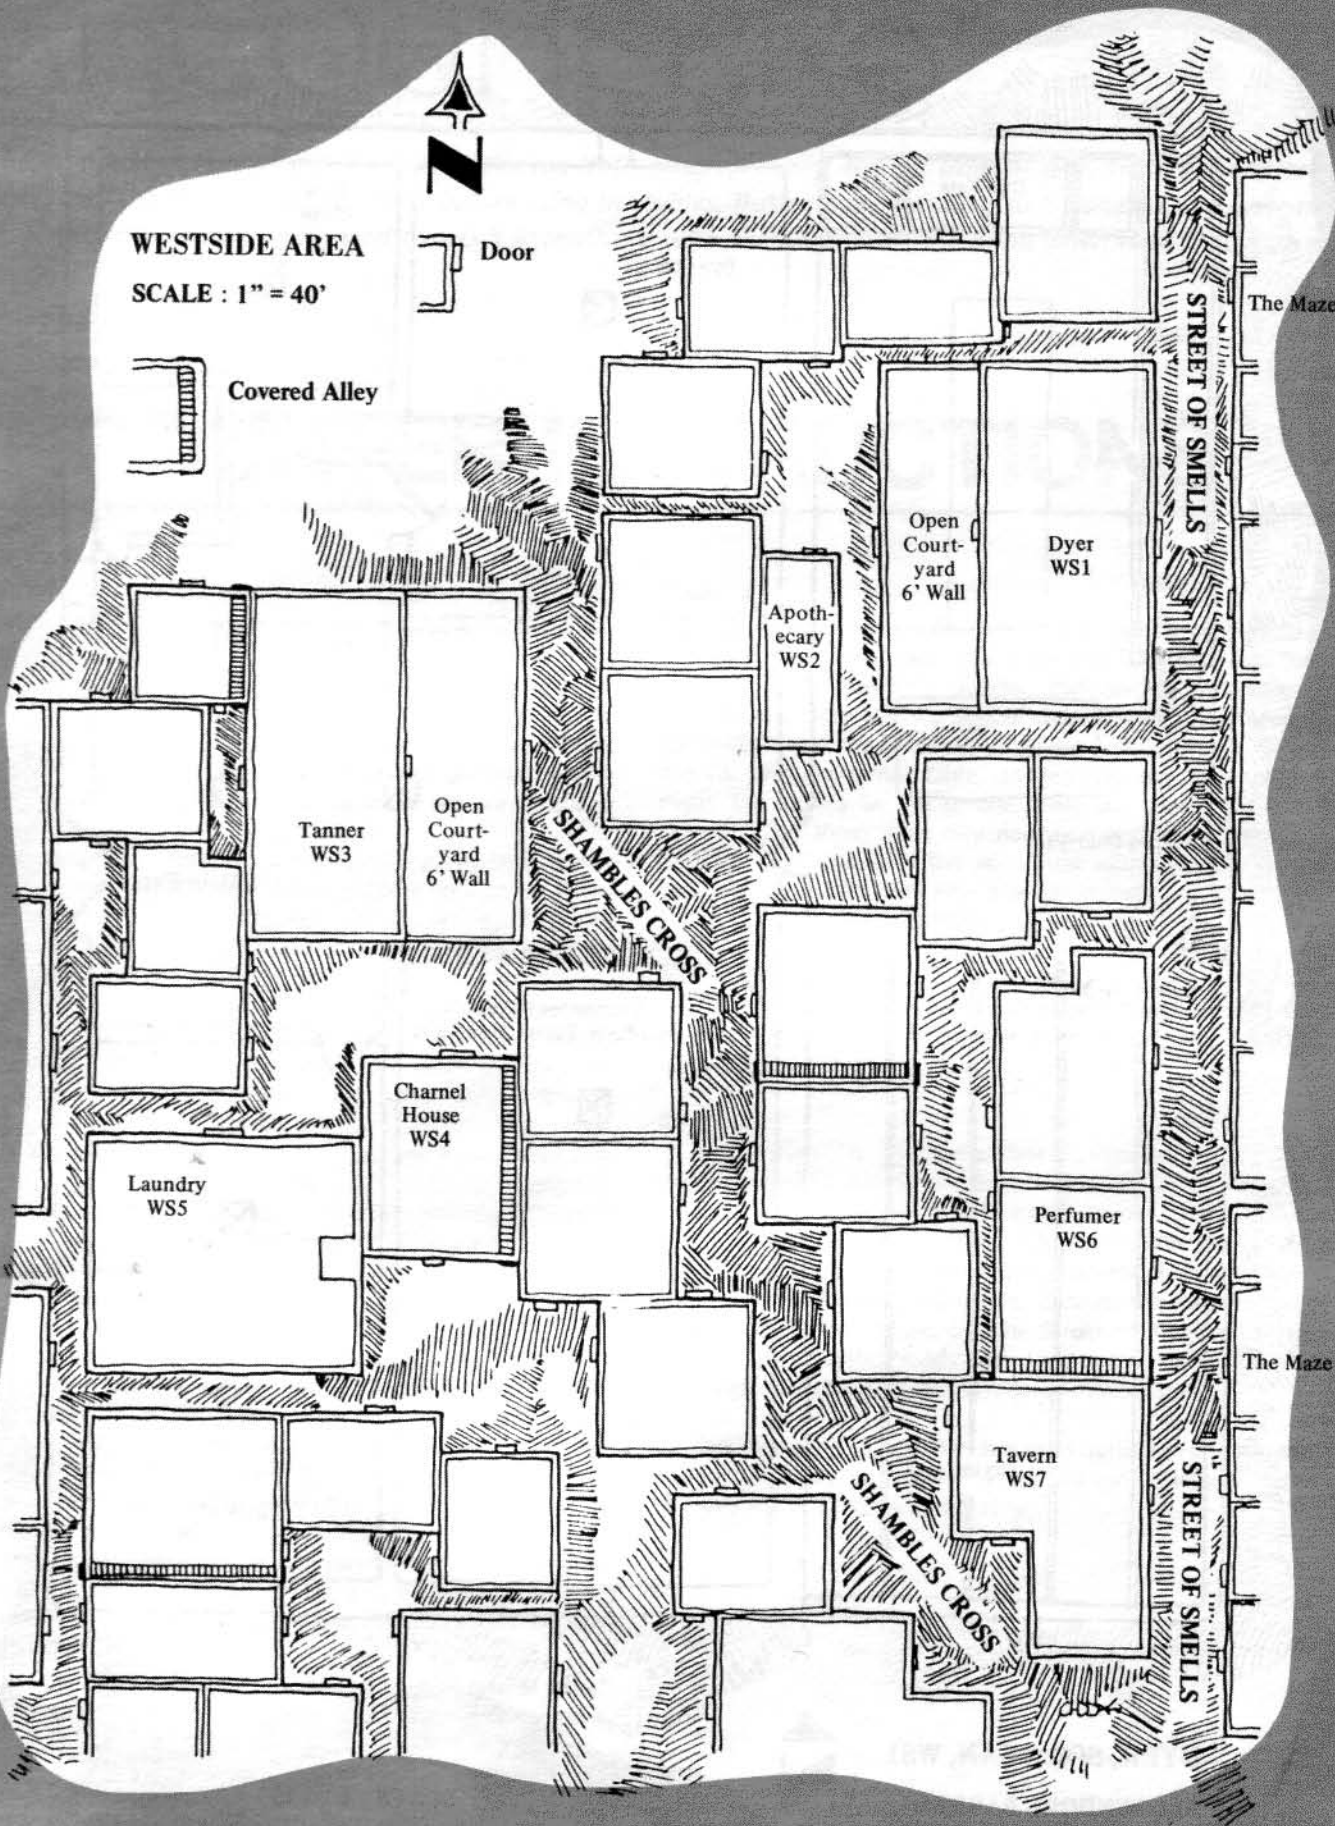 N
WESTSIDE AREA
SCALE : 1" = 40'
Door
Covered Alley
The Maze
STREET OF SMELLS
Open
Court-
yard
6' Wall
Dyer
WS1
Apoth-
ecary
WS2
Tanner
WS3
Open
Court-
yard
6' Wall
SHAMBLES CROSS
Charnel
House
WS4
Laundry
WS5
Perfumer
WS6
The Maze
Tavern
WS7
SHAMBLES CROSS
STREET OF SMELLS